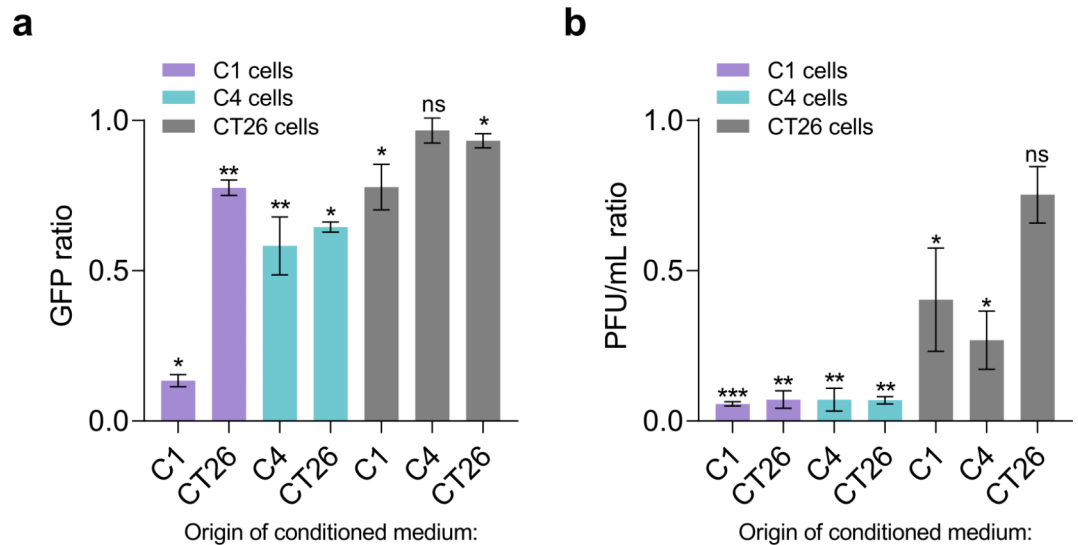 a
C1 cells
C4 cells
CT26 cells
GFP ratio
1.0
0.5
0.0
*
**
**
*
*
ns
*
C1
CT26
C4
CT26
C1
C4
CT26
Origin of conditioned medium:
b
C1 cells
C4 cells
CT26 cells
PFU/mL ratio
1.0
0.5
0.0
***
**
**
**
*
*
ns
C1
CT26
C4
CT26
C1
C4
CT26
Origin of conditioned medium: